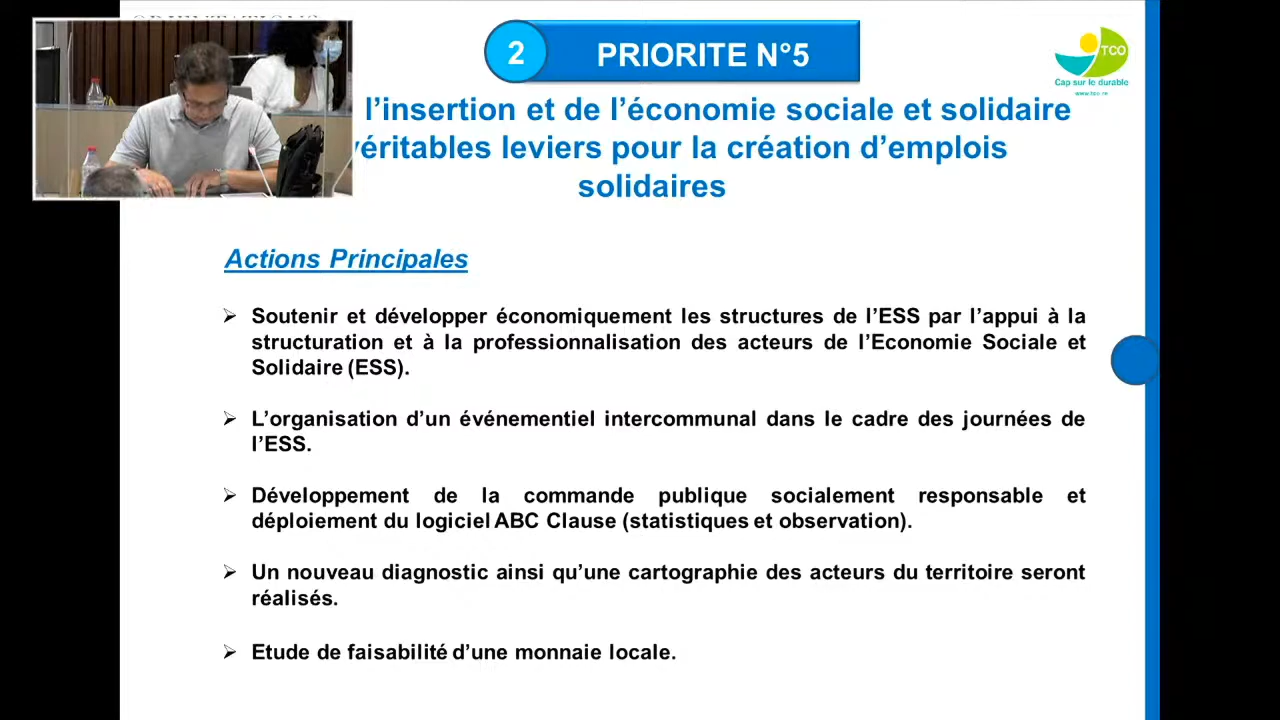 2 PRIORITE N°5
TCO
Cap sur le durable
www.tco.re
l’insertion et de l’économie sociale et solidaire
véritables leviers pour la création d’emplois
solidaires
Actions Principales
➢ Soutenir et développer économiquement les structures de l’ESS par l’appui à la
structuration et à la professionnalisation des acteurs de l’Economie Sociale et
Solidaire (ESS).
➢ L’organisation d’un événementiel intercommunal dans le cadre des journées de
l’ESS.
➢ Développement de la commande publique socialement responsable et
déploiement du logiciel ABC Clause (statistiques et observation).
➢ Un nouveau diagnostic ainsi qu’une cartographie des acteurs du territoire seront
réalisés.
➢ Etude de faisabilité d’une monnaie locale.